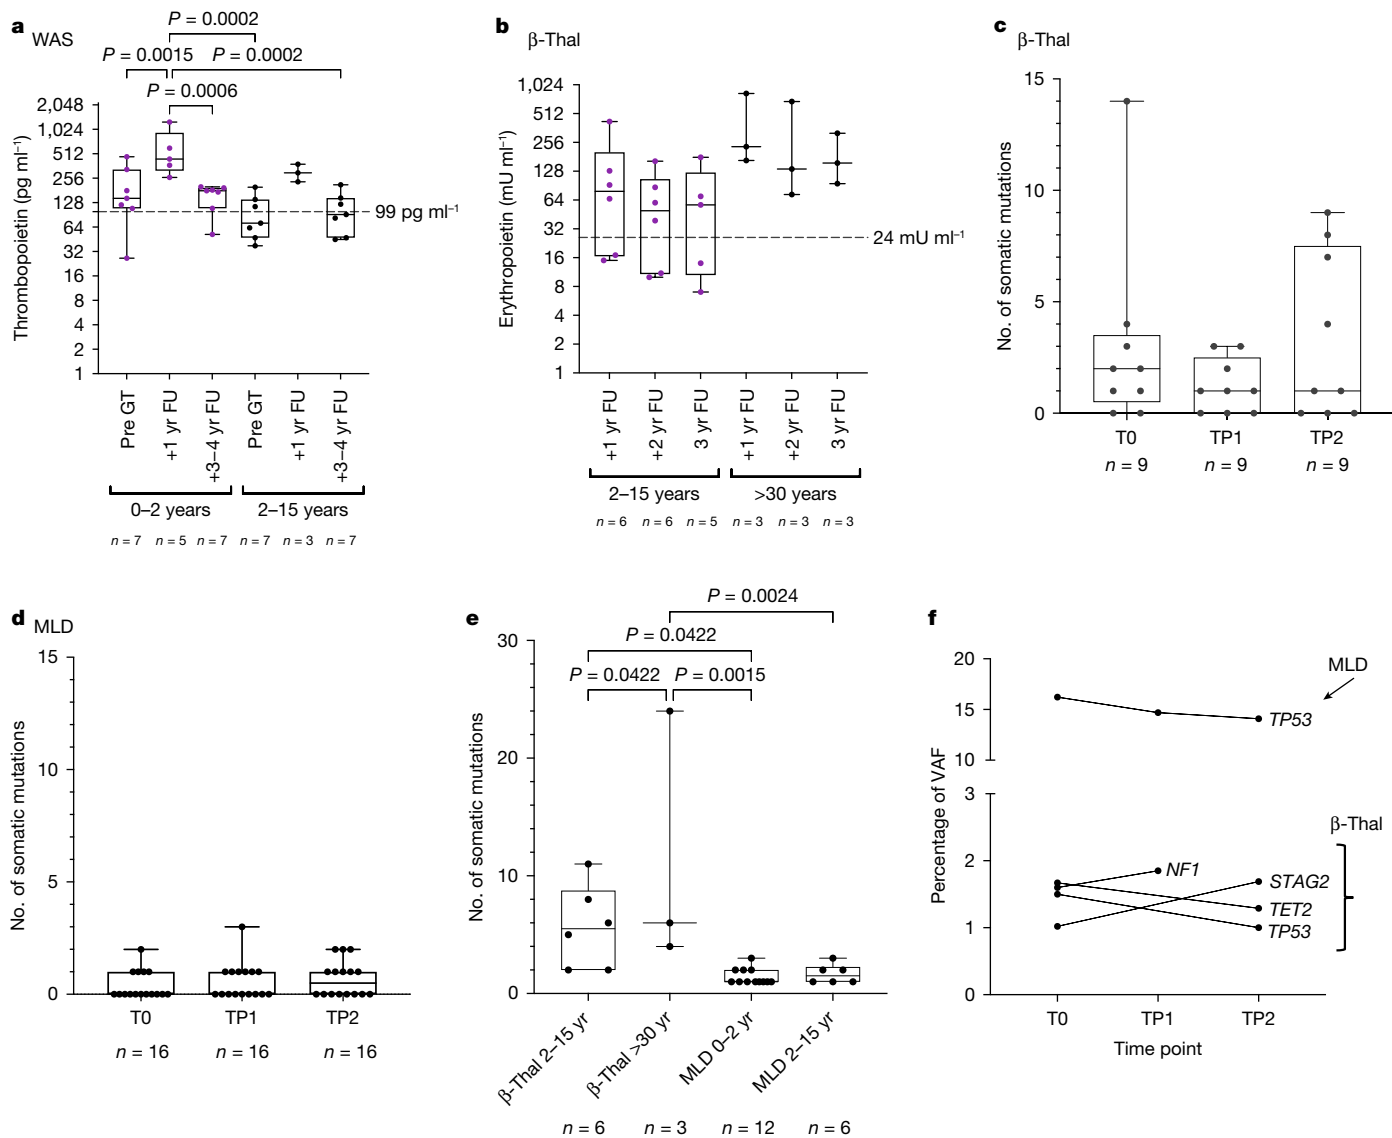 a WAS
P = 0.0002
P = 0.0015 P = 0.0002
P = 0.0006
Thrombopoietin (pg ml⁻¹)
2,048
1,024
512
256
128
64
32
16
8
4
2
1
99 pg ml⁻¹
Pre GT
+1 yr FU
+3–4 yr FU
Pre GT
+1 yr FU
+3–4 yr FU
0–2 years 2–15 years
n = 7 n = 5 n = 7 n = 7 n = 3 n = 7
b β-Thal
Erythropoietin (mU ml⁻¹)
1,024
512
256
128
64
32
16
8
4
2
1
24 mU ml⁻¹
+1 yr FU
+2 yr FU
3 yr FU
+1 yr FU
+2 yr FU
3 yr FU
2–15 years >30 years
n = 6 n = 6 n = 5 n = 3 n = 3 n = 3
c β-Thal
No. of somatic mutations
15
10
5
0
T0 TP1 TP2
n = 9 n = 9 n = 9
d MLD
No. of somatic mutations
15
10
5
0
T0 TP1 TP2
n = 16 n = 16 n = 16
e
P = 0.0024
P = 0.0422
P = 0.0422 P = 0.0015
No. of somatic mutations
30
20
10
0
β-Thal 2–15 yr
β-Thal >30 yr
MLD 0–2 yr
MLD 2–15 yr
n = 6 n = 3 n = 12 n = 6
f
Percentage of VAF
20
15
10
3
2
1
0
MLD
TP53
β-Thal
NF1
STAG2
TET2
TP53
T0 TP1 TP2
Time point